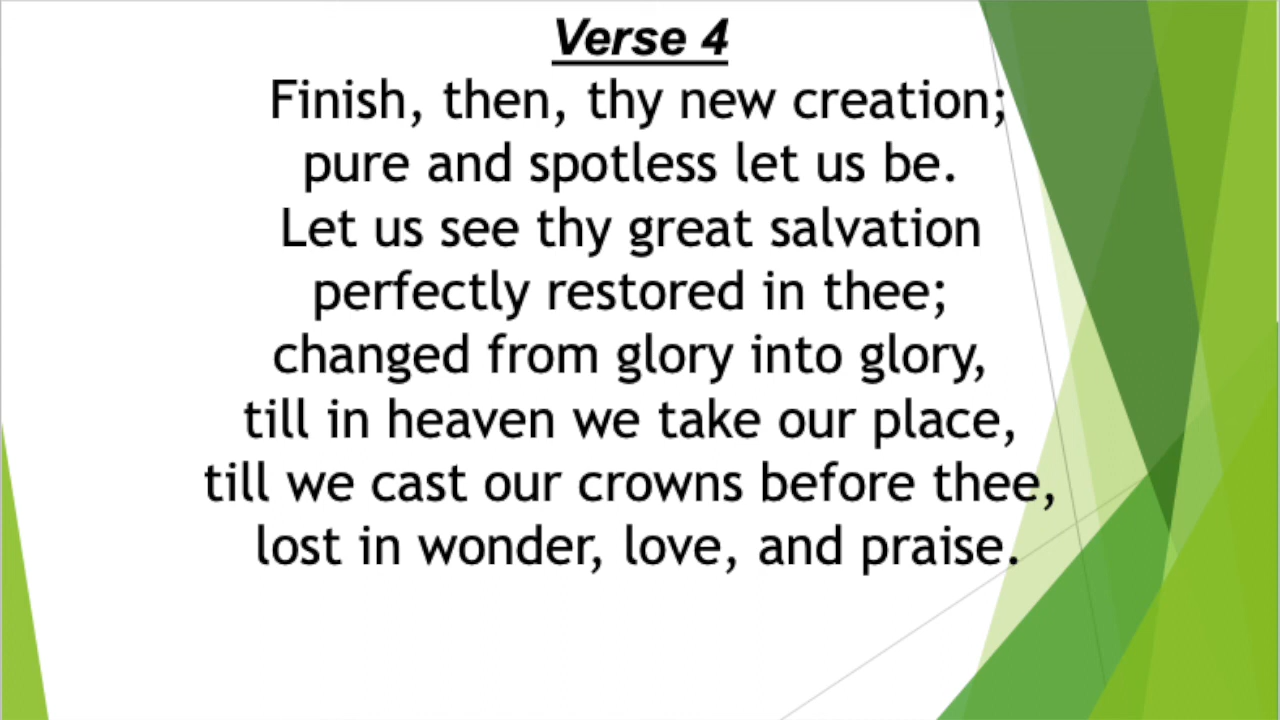 Verse 4
Finish, then, thy new creation;
pure and spotless let us be.
Let us see thy great salvation
perfectly restored in thee;
changed from glory into glory,
till in heaven we take our place,
till we cast our crowns before thee,
lost in wonder, love, and praise.